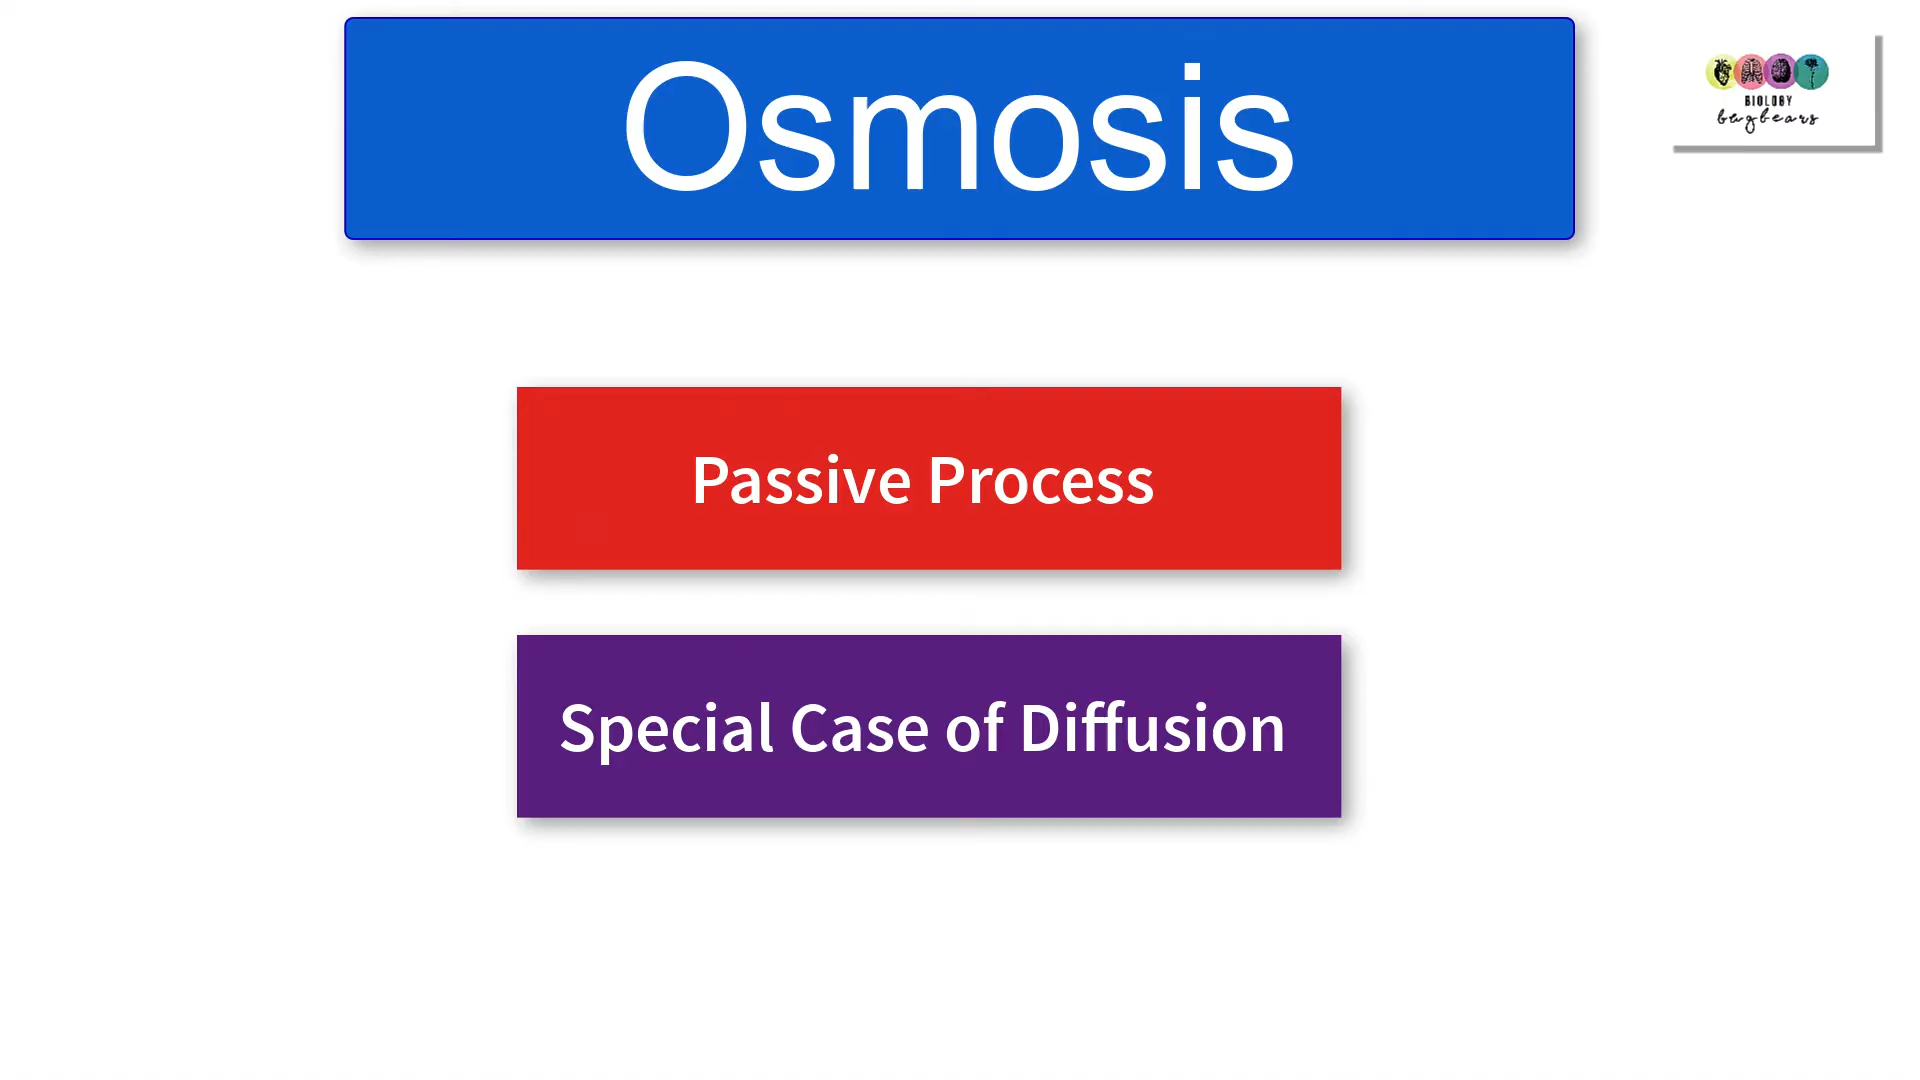 Osmosis
BIOLOGY
bugbears
Passive Process
Special Case of Diffusion